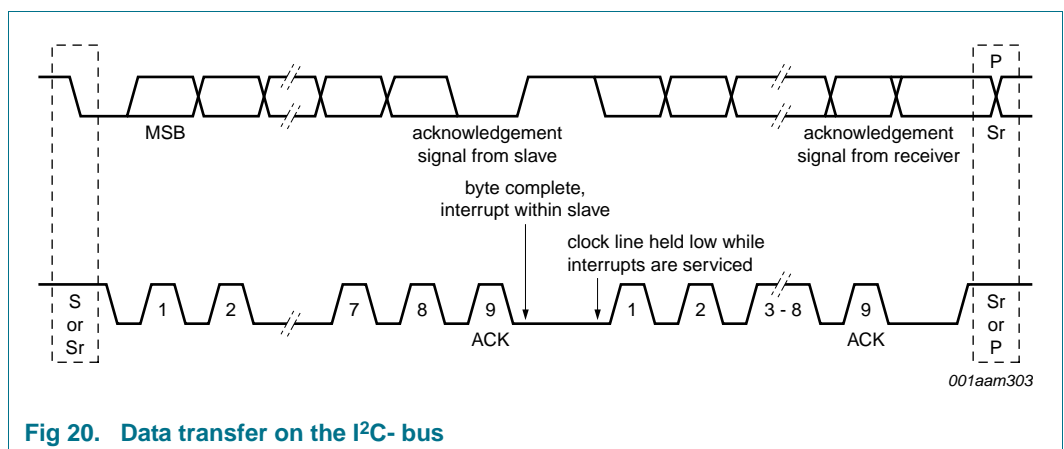 P
MSB
acknowledgement
signal from slave
acknowledgement
signal from receiver
Sr
byte complete,
interrupt within slave
clock line held low while
interrupts are serviced
S
or
Sr
1
2
7
8
9
ACK
1
2
3 - 8
9
ACK
Sr
or
P
001aam303
Fig 20. Data transfer on the I²C- bus